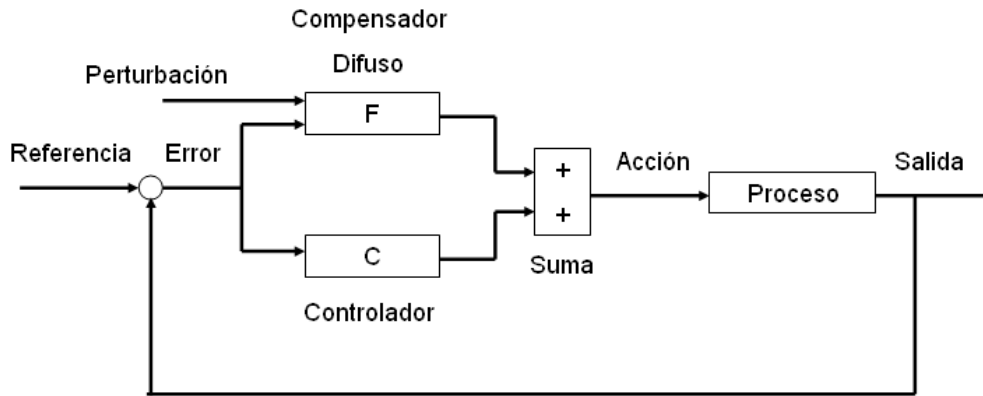 Compensador
Difuso
Perturbación
F
Referencia
Error
+
+
Acción
Proceso
Salida
C
Suma
Controlador